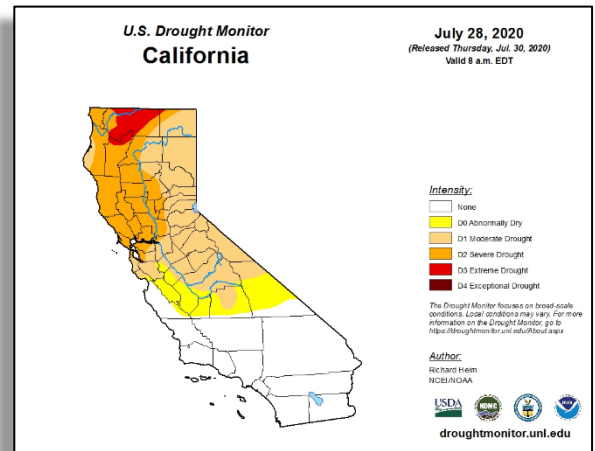 U.S. Drought Monitor
California
July 28, 2020
(Released Thursday, Jul. 30, 2020)
Valid 8 a.m. EDT
Intensity:
None
D0 Abnormally Dry
D1 Moderate Drought
D2 Severe Drought
D3 Extreme Drought
D4 Exceptional Drought
The Drought Monitor focuses on broad-scale
conditions. Local conditions may vary. For more
information on the Drought Monitor, go to
https://droughtmonitor.unl.edu/About.aspx
Author:
Richard Heim
NCEI/NOAA
USDA
NDMC
droughtmonitor.unl.edu